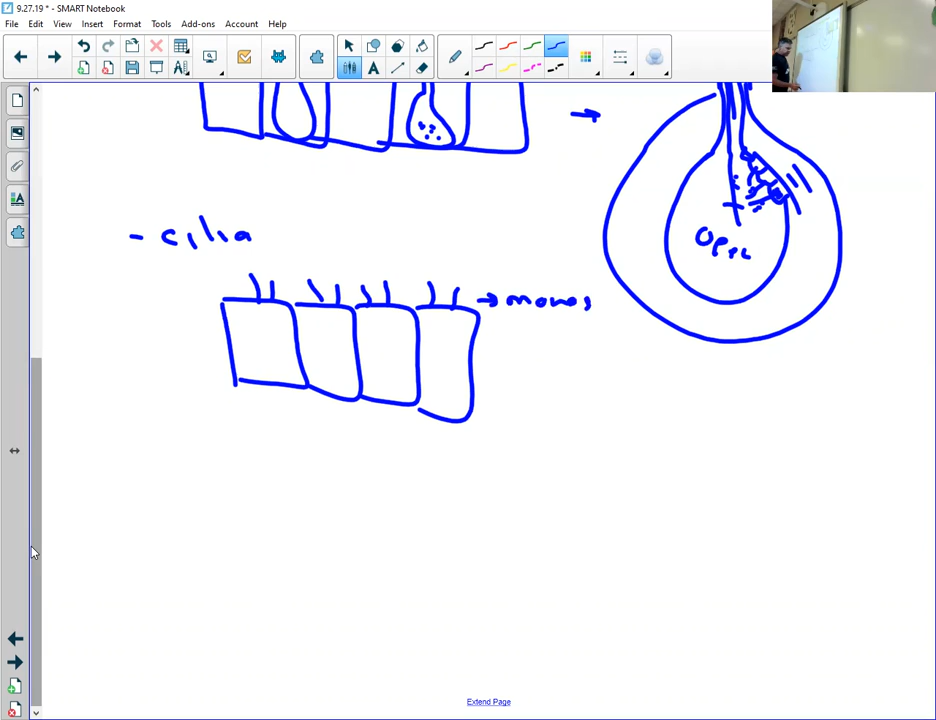 9.27.19 * - SMART Notebook
File Edit View Insert Format Tools Add-ons Account Help
- cilia
→ moves
Open
Extend Page